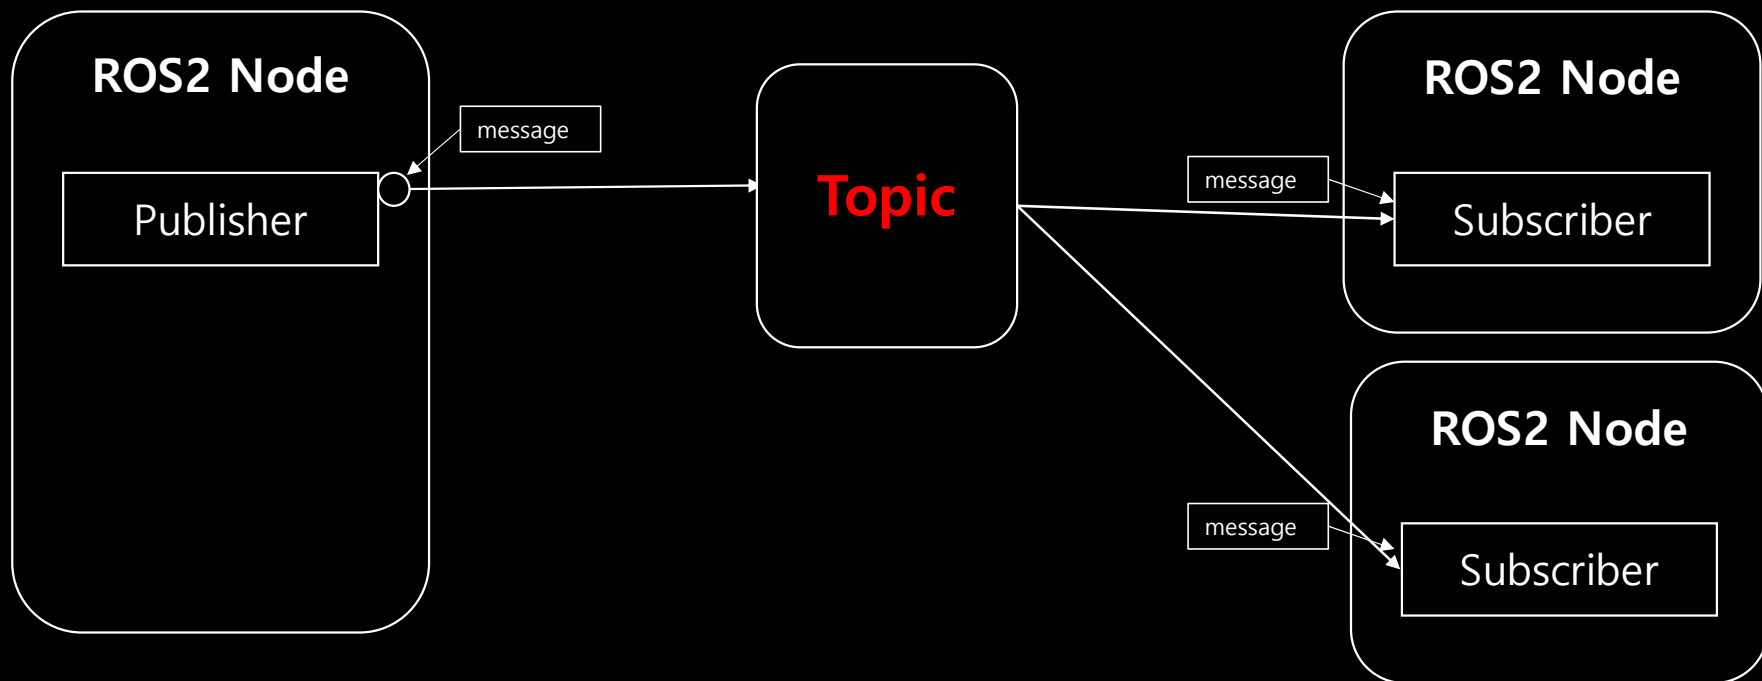 ROS2 Node
message
Publisher
Topic
ROS2 Node
message
Subscriber
ROS2 Node
message
Subscriber